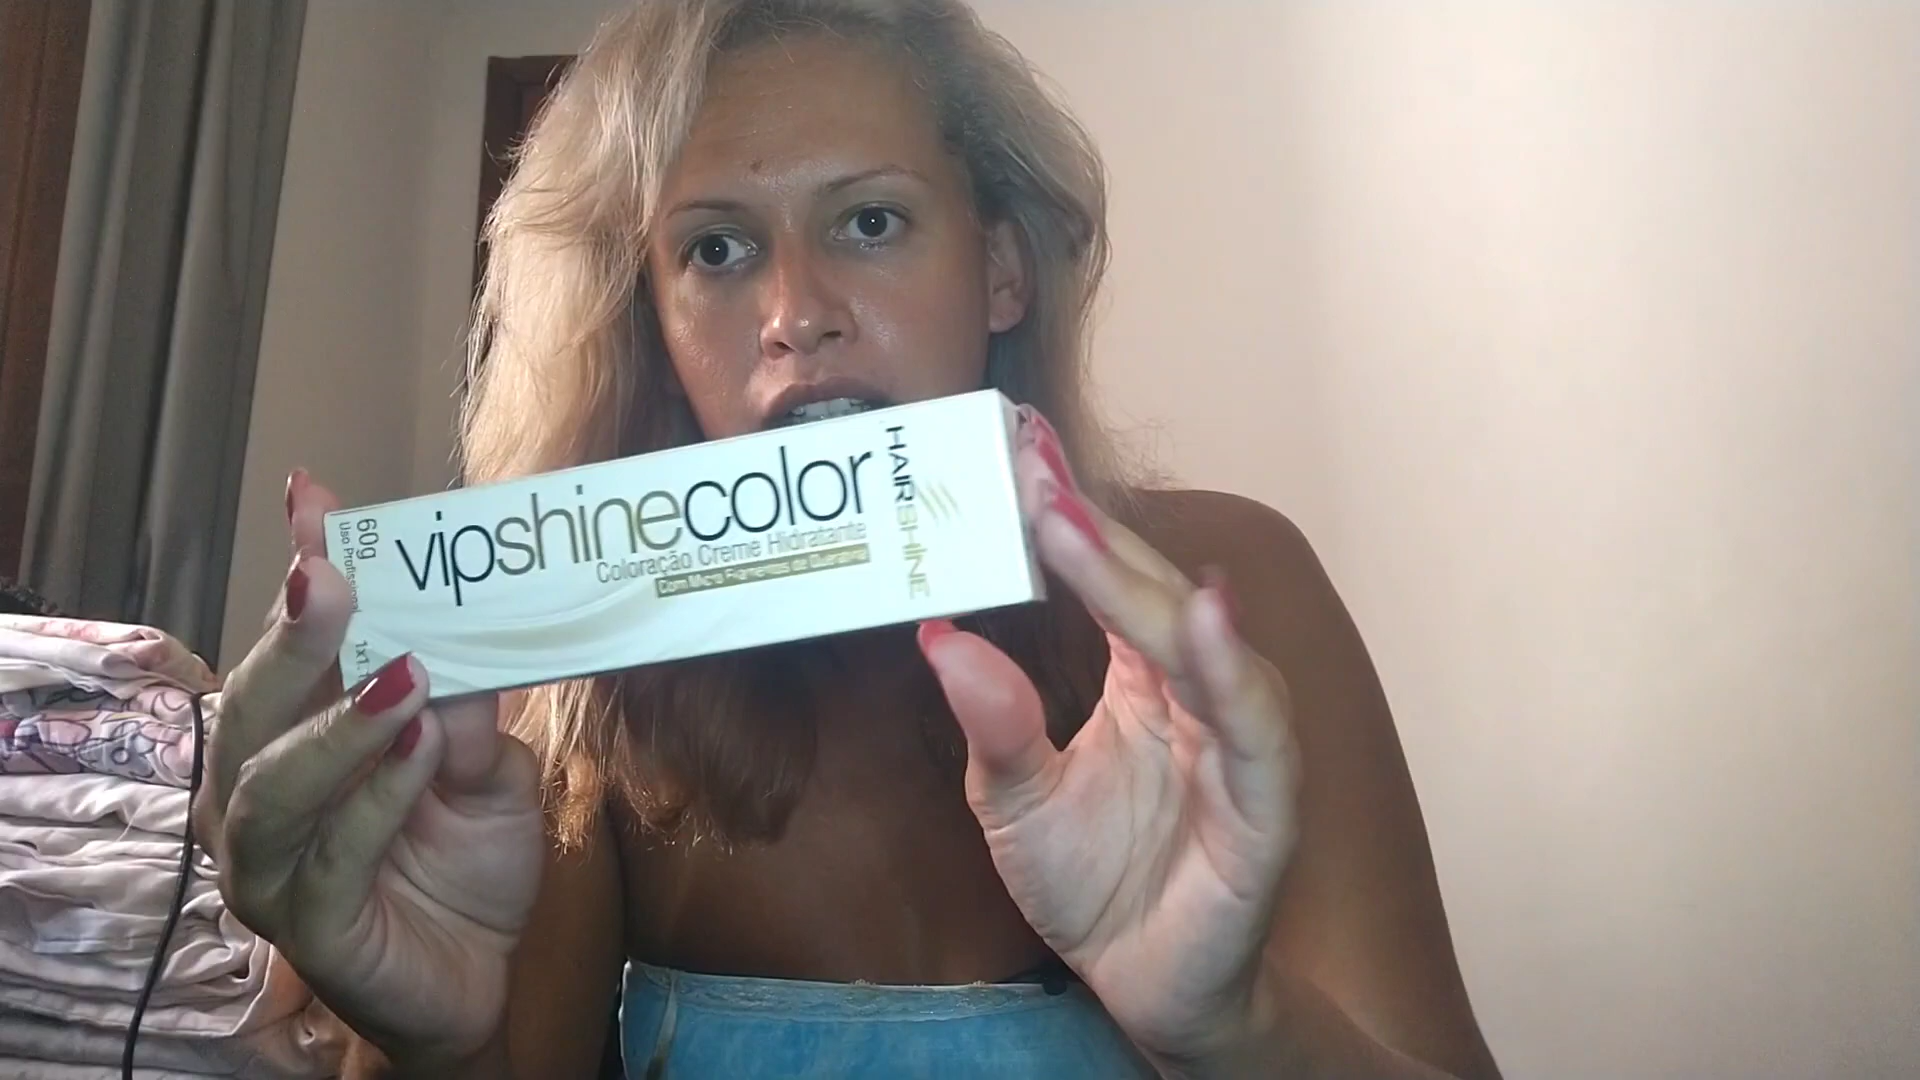 vipshinecolor
Coloração Creme Hidratante
Com Micro Filamentos de Queratina
HAIRSHINE
60g
Uso Profissional